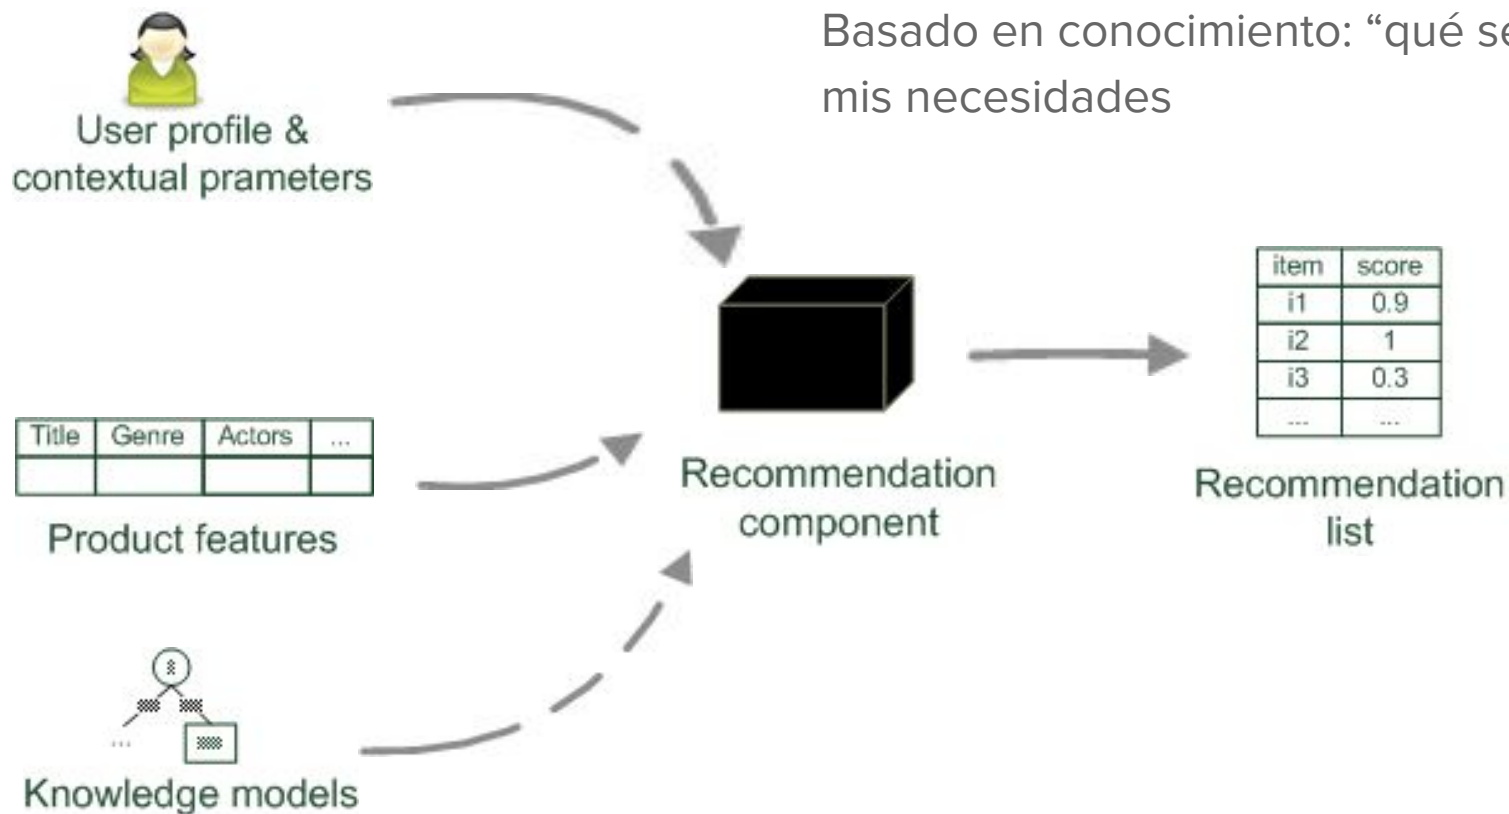 Basado en conocimiento: “qué se
mis necesidades
User profile &
contextual prameters
item score
i1 0.9
i2 1
i3 0.3
... ...
Title Genre Actors ...
Recommendation
component
Recommendation
list
Product features
...
Knowledge models